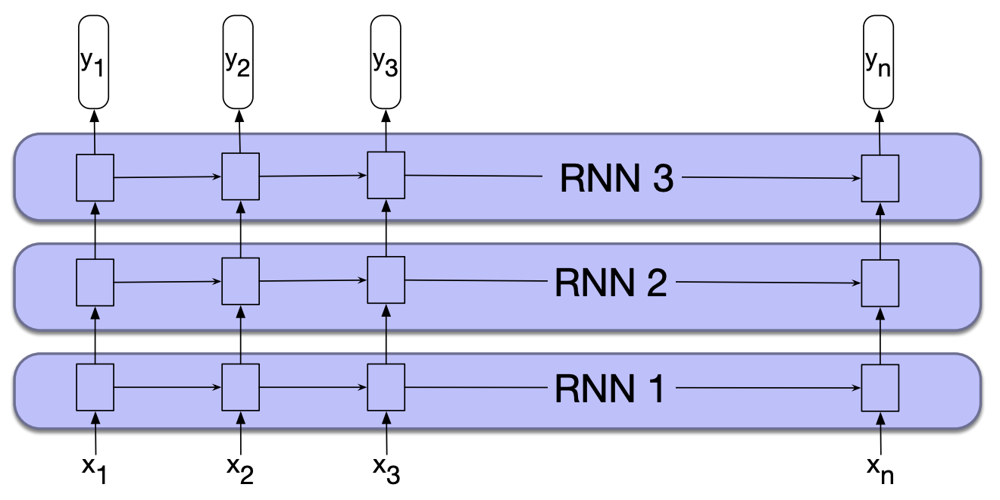 y1 y2 y3 yn
RNN 3
RNN 2
RNN 1
x1 x2 x3 xn